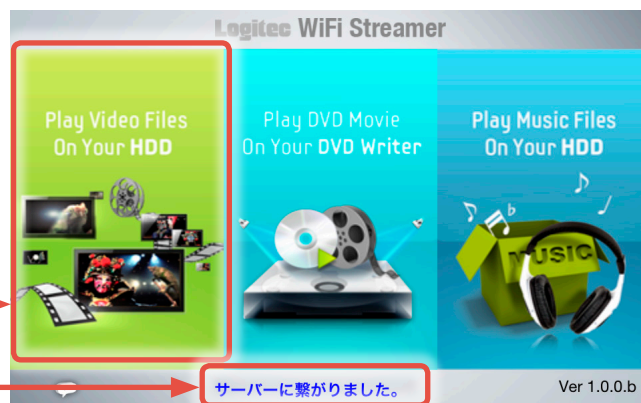 Logitec WiFi Streamer
Play Video Files
On Your HDD
Play DVD Movie
On Your DVD Writer
Play Music Files
On Your HDD
MUSIC
サーバーに繋がりました。
Ver 1.0.0.b